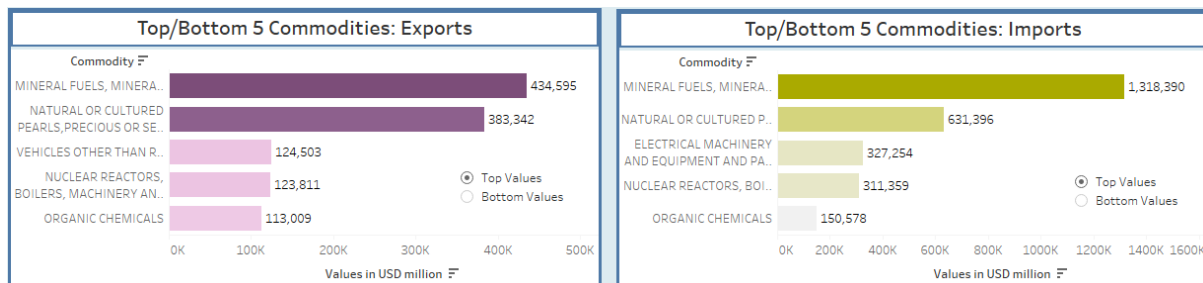 Top/Bottom 5 Commodities: Exports
Commodity
MINERAL FUELS, MINERA..
434,595
NATURAL OR CULTURED
PEARLS,PRECIOUS OR SE..
383,342
VEHICLES OTHER THAN R..
124,503
NUCLEAR REACTORS,
BOILERS, MACHINERY AN..
123,811
ORGANIC CHEMICALS
113,009
Top Values
Bottom Values
0K 100K 200K 300K 400K 500K
Values in USD million
Top/Bottom 5 Commodities: Imports
Commodity
MINERAL FUELS, MINERA..
1,318,390
NATURAL OR CULTURED P..
631,396
ELECTRICAL MACHINERY
AND EQUIPMENT AND PA..
327,254
NUCLEAR REACTORS, BOI..
311,359
ORGANIC CHEMICALS
150,578
Top Values
Bottom Values
0K 200K 400K 600K 800K 1000K 1200K 1400K 1600K
Values in USD million